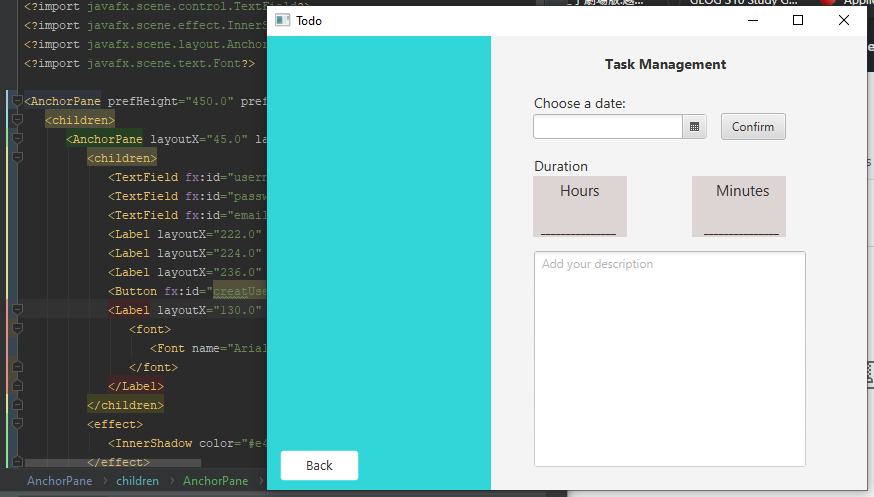 <?import javafx.scene.control.TextField?>
<?import javafx.scene.effect.InnerS
<?import javafx.scene.layout.Anchor
<?import javafx.scene.text.Font?>
<AnchorPane prefHeight="450.0" pref
<children>
<AnchorPane layoutX="45.0" la
<children>
<TextField fx:id="usern
<TextField fx:id="passw
<TextField fx:id="email
<Label layoutX="222.0"
<Label layoutX="224.0"
<Label layoutX="236.0"
<Button fx:id="creatUse
<Label layoutX="130.0"
<font>
<Font name="Arial
</font>
</Label>
</children>
<effect>
<InnerShadow color="#e4
</effect>
AnchorPane › children › AnchorPane ›
Todo
Task Management
Choose a date:
Confirm
Duration
Hours
Minutes
Add your description
Back